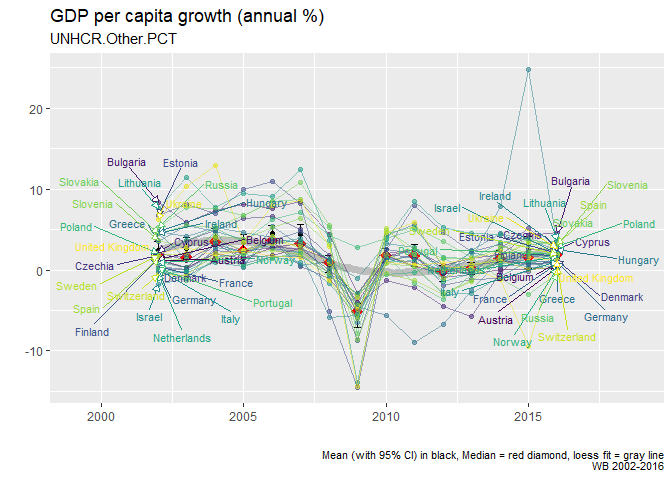 GDP per capita growth (annual %)
UNHCR.Other.PCT
20
10
0
-10
Bulgaria
Estonia
Slovakia
Lithuania
Russia
Slovenia
Ukraine
Hungary
Poland
Greece
Ireland
United Kingdom
Cyprus
Belgium
Czechia
Austria
Norway
Sweden
Denmark
France
Switzerland
Germany
Portugal
Spain
Israel
Italy
Finland
Netherlands
Bulgaria
Slovenia
Ireland
Lithuania
Spain
Israel
Ukraine
Slovakia
Poland
Sweden
Estonia
Czechia
Cyprus
Portugal
Finland
Hungary
Belgium
United Kingdom
Italy
France
Greece
Denmark
Austria
Russia
Germany
Norway
Switzerland
2000
2005
2010
2015
Mean (with 95% CI) in black, Median = red diamond, loess fit = gray line
WB 2002-2016